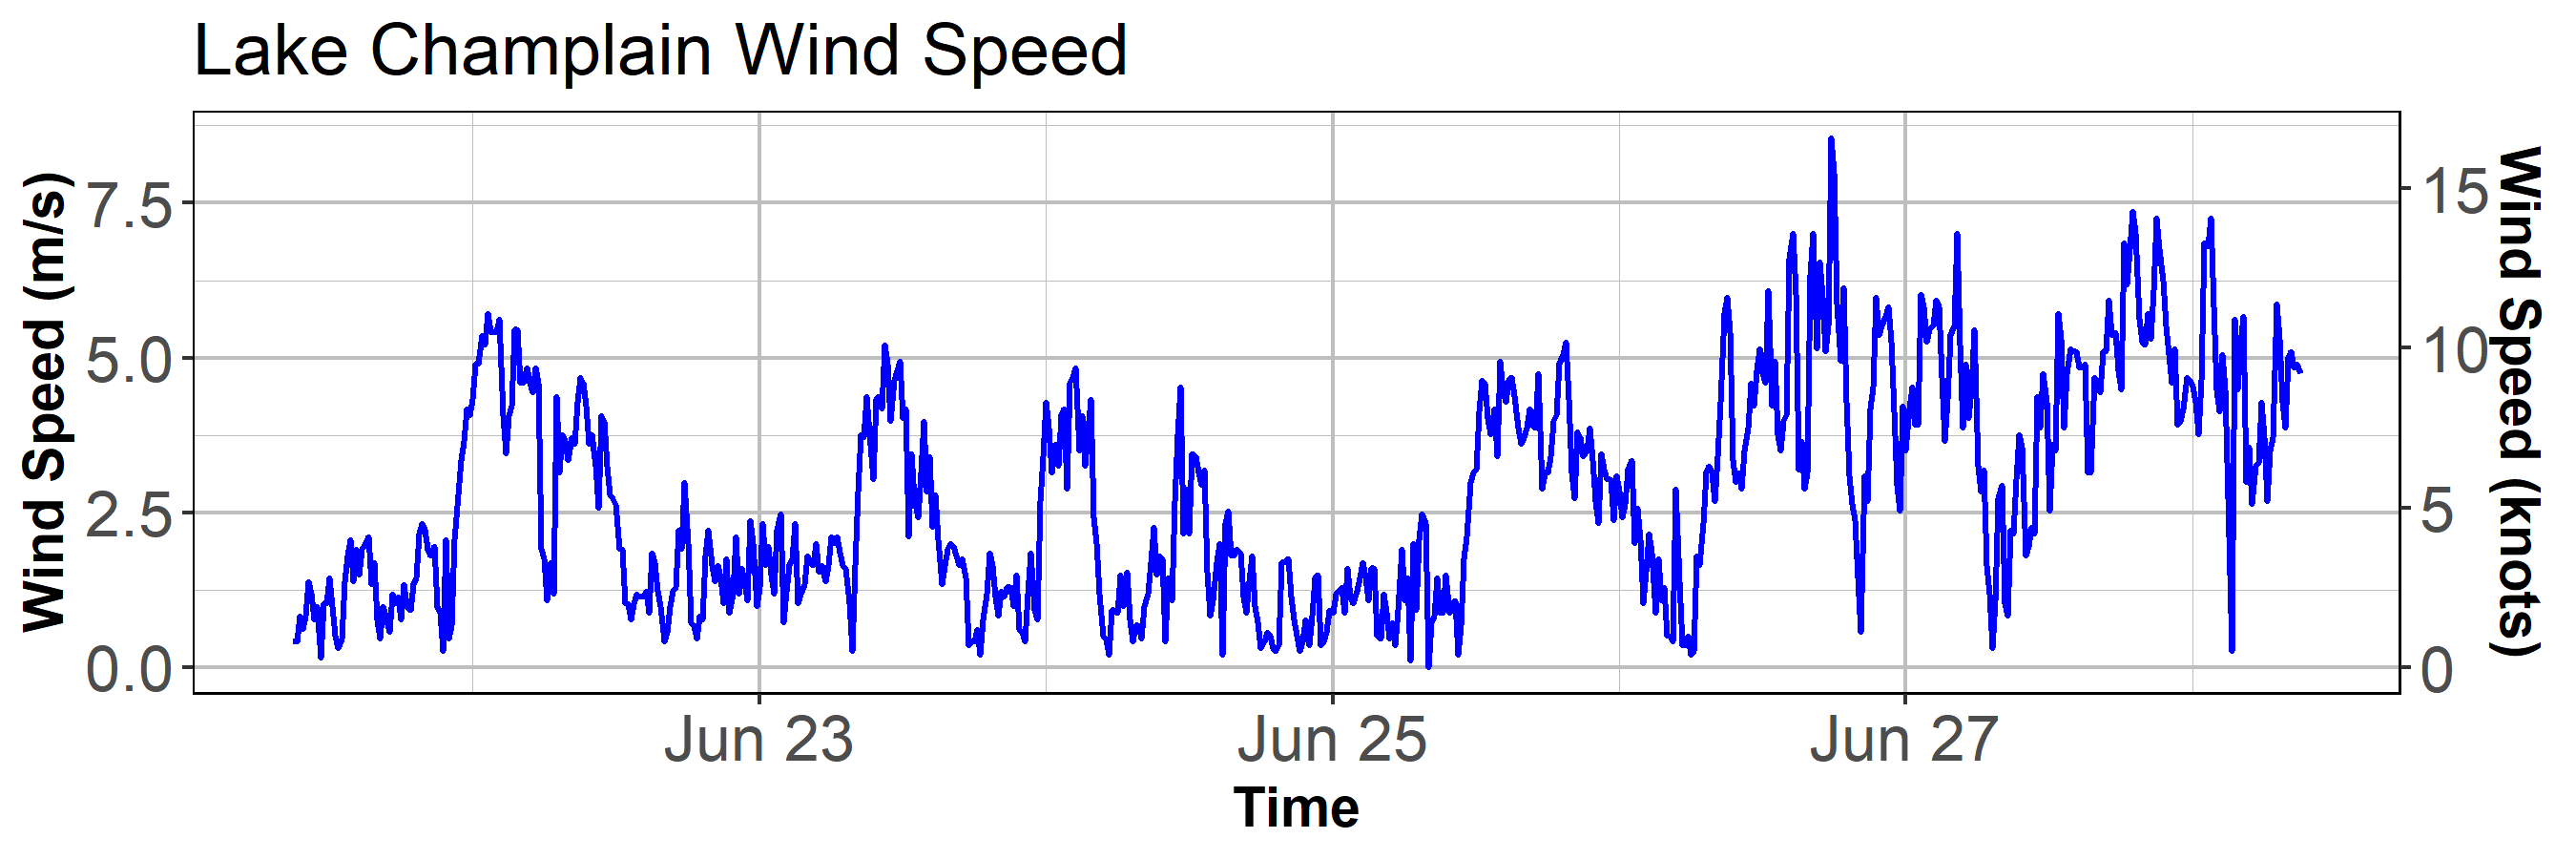 Lake Champlain Wind Speed
Wind Speed (m/s)
7.5
5.0
2.5
0.0
15
10
5
0
Wind Speed (knots)
Jun 23 Jun 25 Jun 27
Time